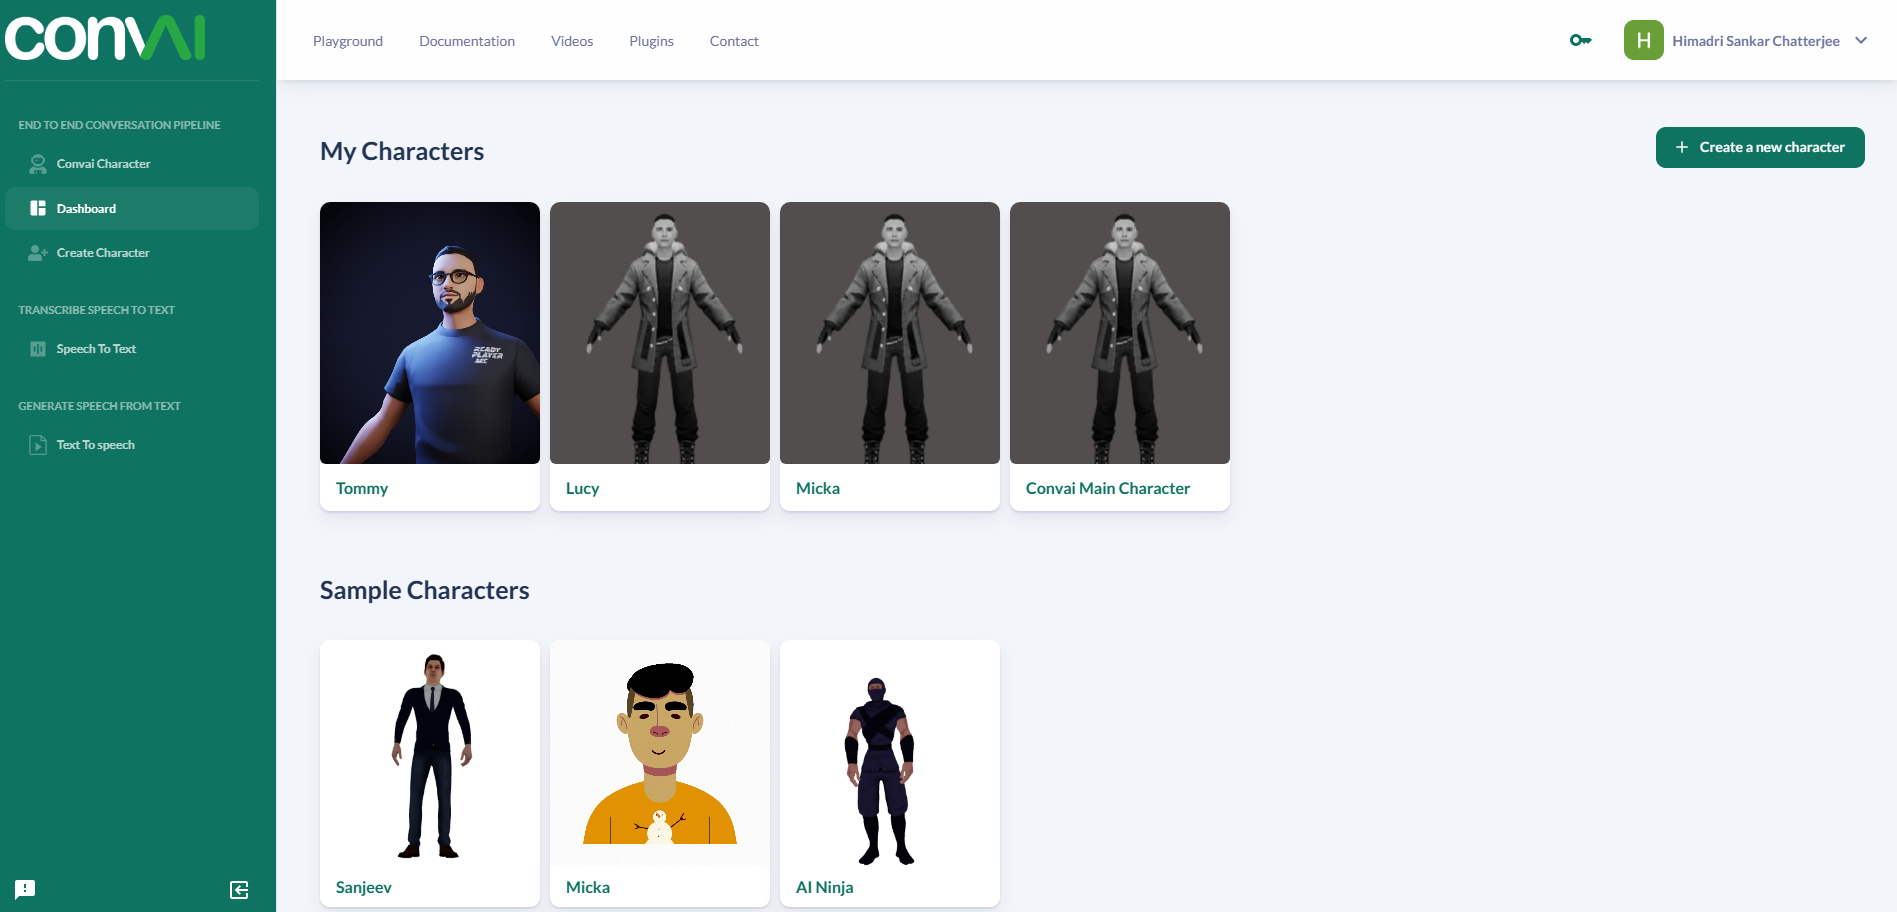 CONVAI
END TO END CONVERSATION PIPELINE
Convai Character
Dashboard
Create Character
TRANSCRIBE SPEECH TO TEXT
Speech To Text
GENERATE SPEECH FROM TEXT
Text To speech
Playground
Documentation
Videos
Plugins
Contact
H
Himadri Sankar Chatterjee
My Characters
Create a new character
READY
PLAYER
ME
Tommy
Lucy
Micka
Convai Main Character
Sample Characters
Sanjeev
Micka
AI Ninja